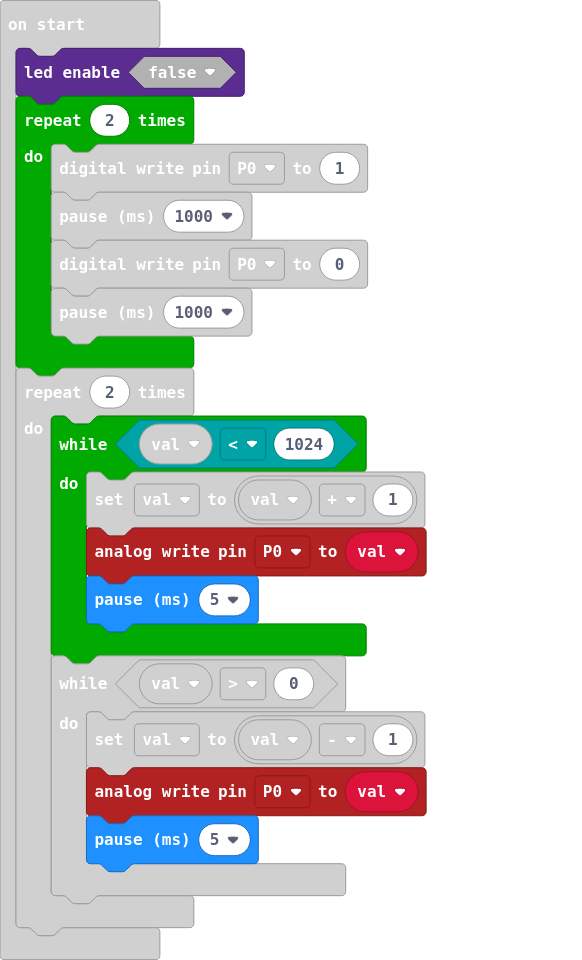 on start
led enable false
repeat 2 times
do
digital write pin P0 to 1
pause (ms) 1000
digital write pin P0 to 0
pause (ms) 1000
repeat 2 times
do
while val < 1024
do
set val to val + 1
analog write pin P0 to val
pause (ms) 5
while val > 0
do
set val to val - 1
analog write pin P0 to val
pause (ms) 5